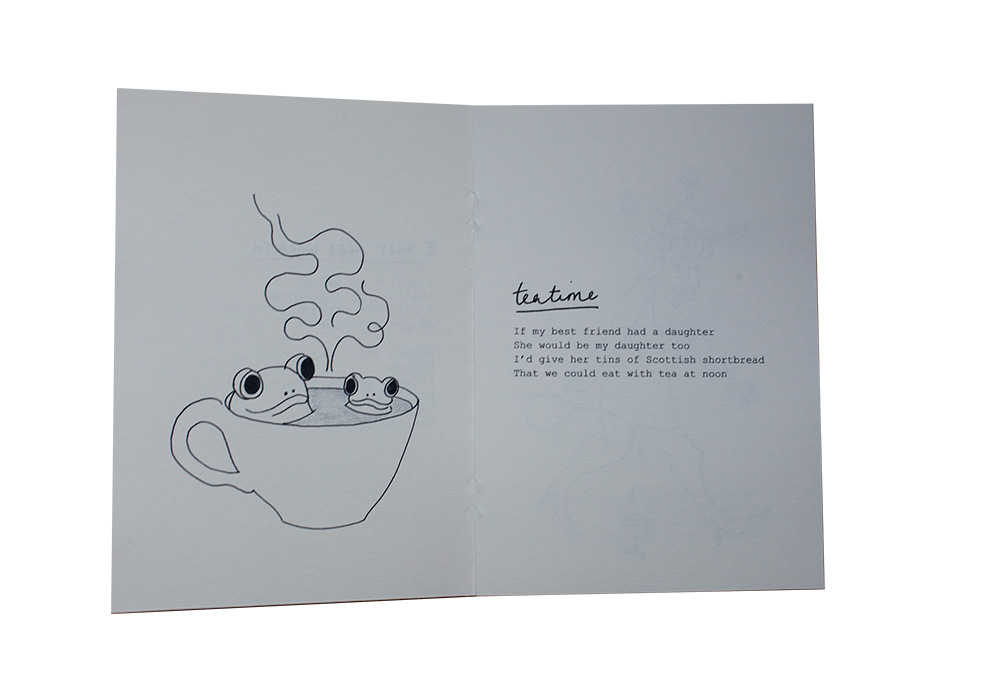 teatime
If my best friend had a daughter
She would be my daughter too
I'd give her tins of Scottish shortbread
That we could eat with tea at noon